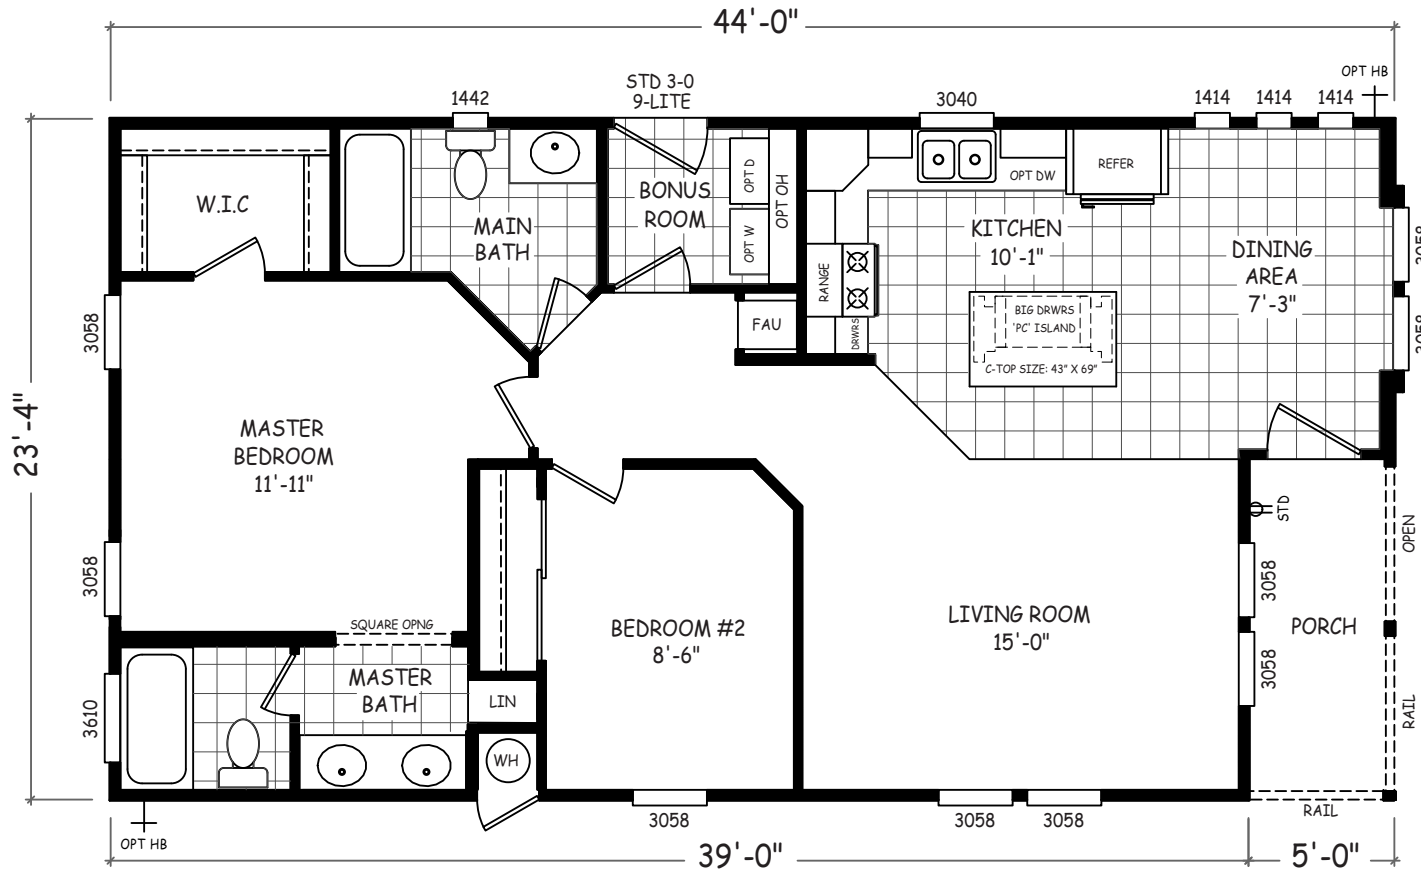 44'-0"
OPT HB
STD 3-0
9-LITE
1442
3040
1414
1414
1414
W.I.C
MAIN
BATH
BONUS
ROOM
OPT D
OPT W
OPT OH
OPT DW
REFER
KITCHEN
10'-1"
DINING
AREA
7'-3"
3058
3058
RANGE
DRWRS
FAU
BIG DRWRS
'PC' ISLAND
C-TOP SIZE: 43" X 69"
3058
23'-4"
MASTER
BEDROOM
11'-11"
3058
STD
OPEN
SQUARE OPNG
BEDROOM #2
8'-6"
LIVING ROOM
15'-0"
3058
PORCH
3058
RAIL
MASTER
BATH
LIN
3610
WH
OPT HB
3058
3058
3058
RAIL
39'-0"
5'-0"